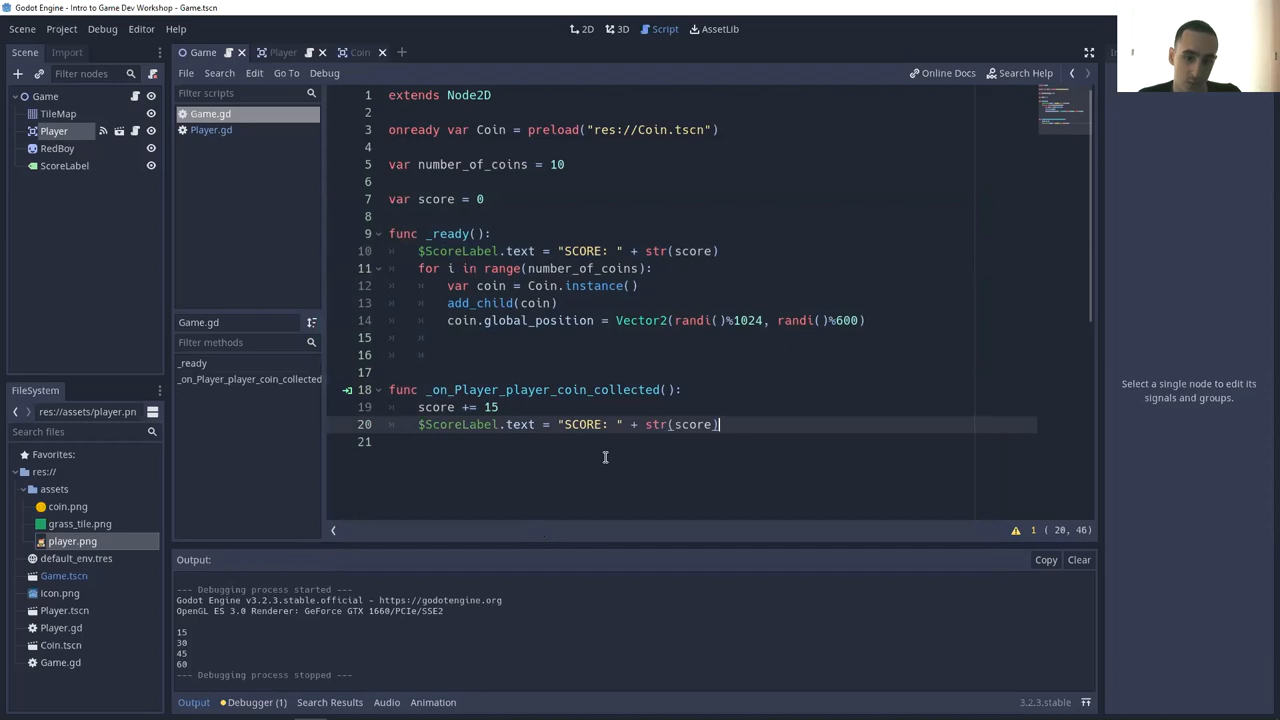 Godot Engine - Intro to Game Dev Workshop - Game.tscn
Scene Project Debug Editor Help
2D 3D Script AssetLib
Scene Import
Filter nodes
Game
TileMap
Player
RedBoy
ScoreLabel
Game Player Coin
File Search Edit Go To Debug
Online Docs Search Help
Filter scripts
Game.gd
Player.gd
Game.gd
Filter methods
_ready
_on_Player_player_coin_collected
1 extends Node2D
2
3 onready var Coin = preload("res://Coin.tscn")
4
5 var number_of_coins = 10
6
7 var score = 0
8
9 func _ready():
10 $ScoreLabel.text = "SCORE: " + str(score)
11 for i in range(number_of_coins):
12 var coin = Coin.instance()
13 add_child(coin)
14 coin.global_position = Vector2(randi()%1024, randi()%600)
15
16
17
18 func _on_Player_player_coin_collected():
19 score += 15
20 $ScoreLabel.text = "SCORE: " + str(score)
21
1 ( 20, 46)
Select a single node to edit its
signals and groups.
FileSystem
res://assets/player.pn
Search files
Favorites:
res://
assets
coin.png
grass_tile.png
player.png
default_env.tres
Game.tscn
icon.png
Player.tscn
Player.gd
Coin.tscn
Game.gd
Output:
Copy Clear
--- Debugging process started ---
Godot Engine v3.2.3.stable.official - https://godotengine.org
OpenGL ES 3.0 Renderer: GeForce GTX 1660/PCIe/SSE2
15
30
45
60
--- Debugging process stopped ---
Output Debugger (1) Search Results Audio Animation
3.2.3.stable